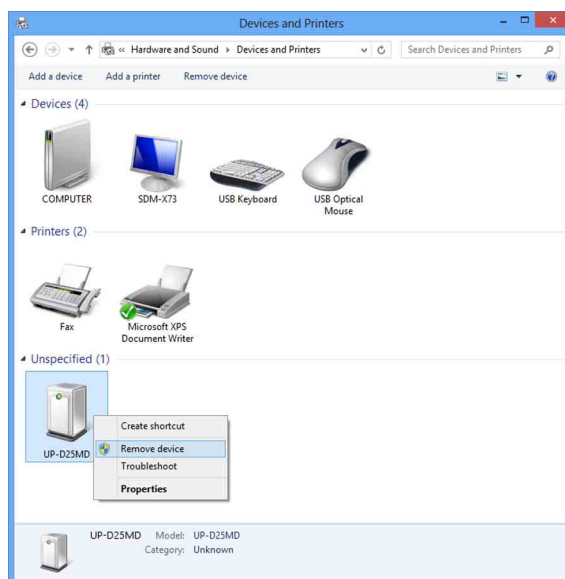 Devices and Printers
« Hardware and Sound Devices and Printers Search Devices and Printers
Add a device Add a printer Remove device
Devices (4)
COMPUTER SDM-X73 USB Keyboard USB Optical
Mouse
Printers (2)
Fax Microsoft XPS
Document Writer
Unspecified (1)
Create shortcut
UP-D25MD Remove device
Troubleshoot
Properties
UP-D25MD Model: UP-D25MD
Category: Unknown